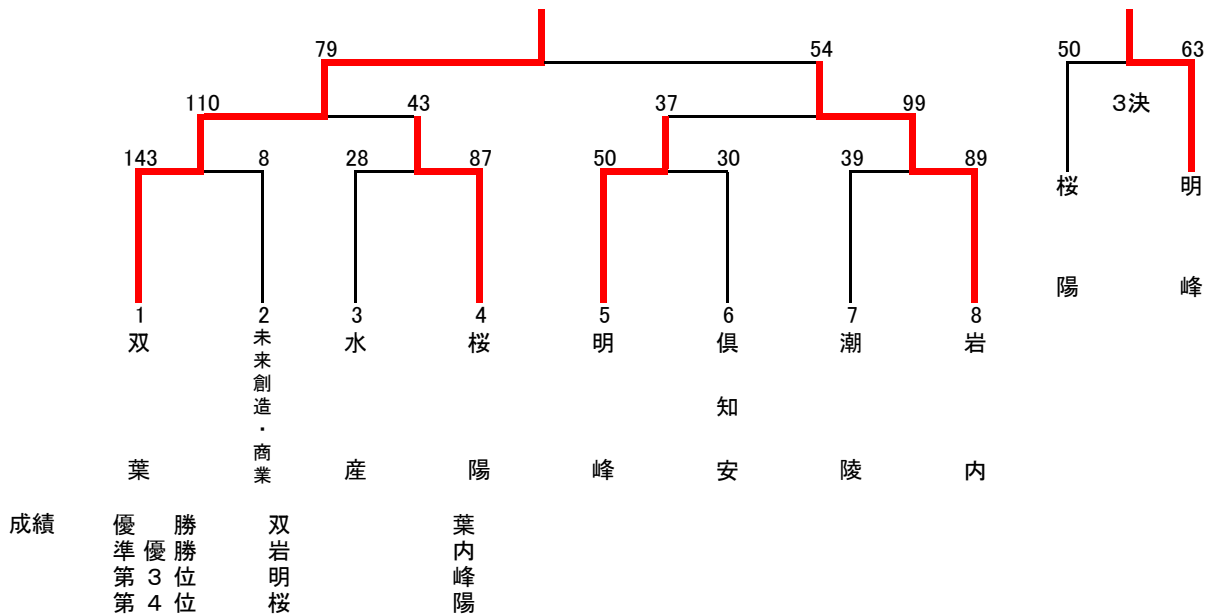 79 54 50 63
110 43 37 99 3決
143 8 28 87 50 30 39 89
1 2 3 4 5 6 7 8
双葉
未来創造・商業
水産
桜陽
明峰
倶知安
潮陵
岩内
桜陽
明峰
成績 優勝 双葉
準優勝 岩内
第3位 明峰
第4位 桜陽